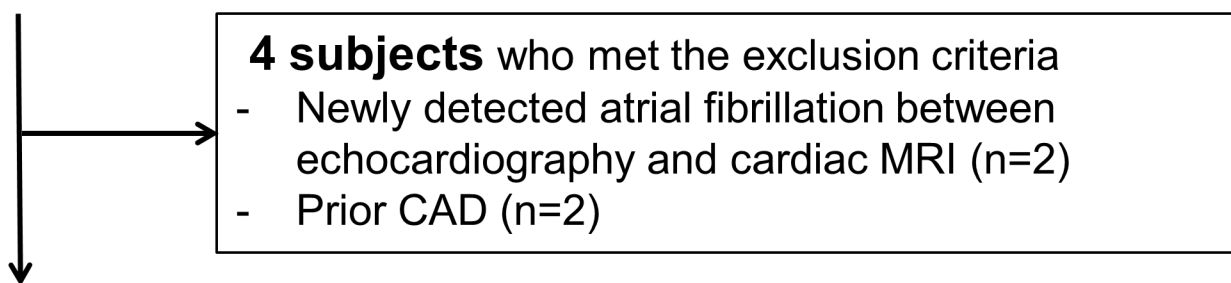 4 subjects who met the exclusion criteria
- Newly detected atrial fibrillation between
echocardiography and cardiac MRI (n=2)
- Prior CAD (n=2)